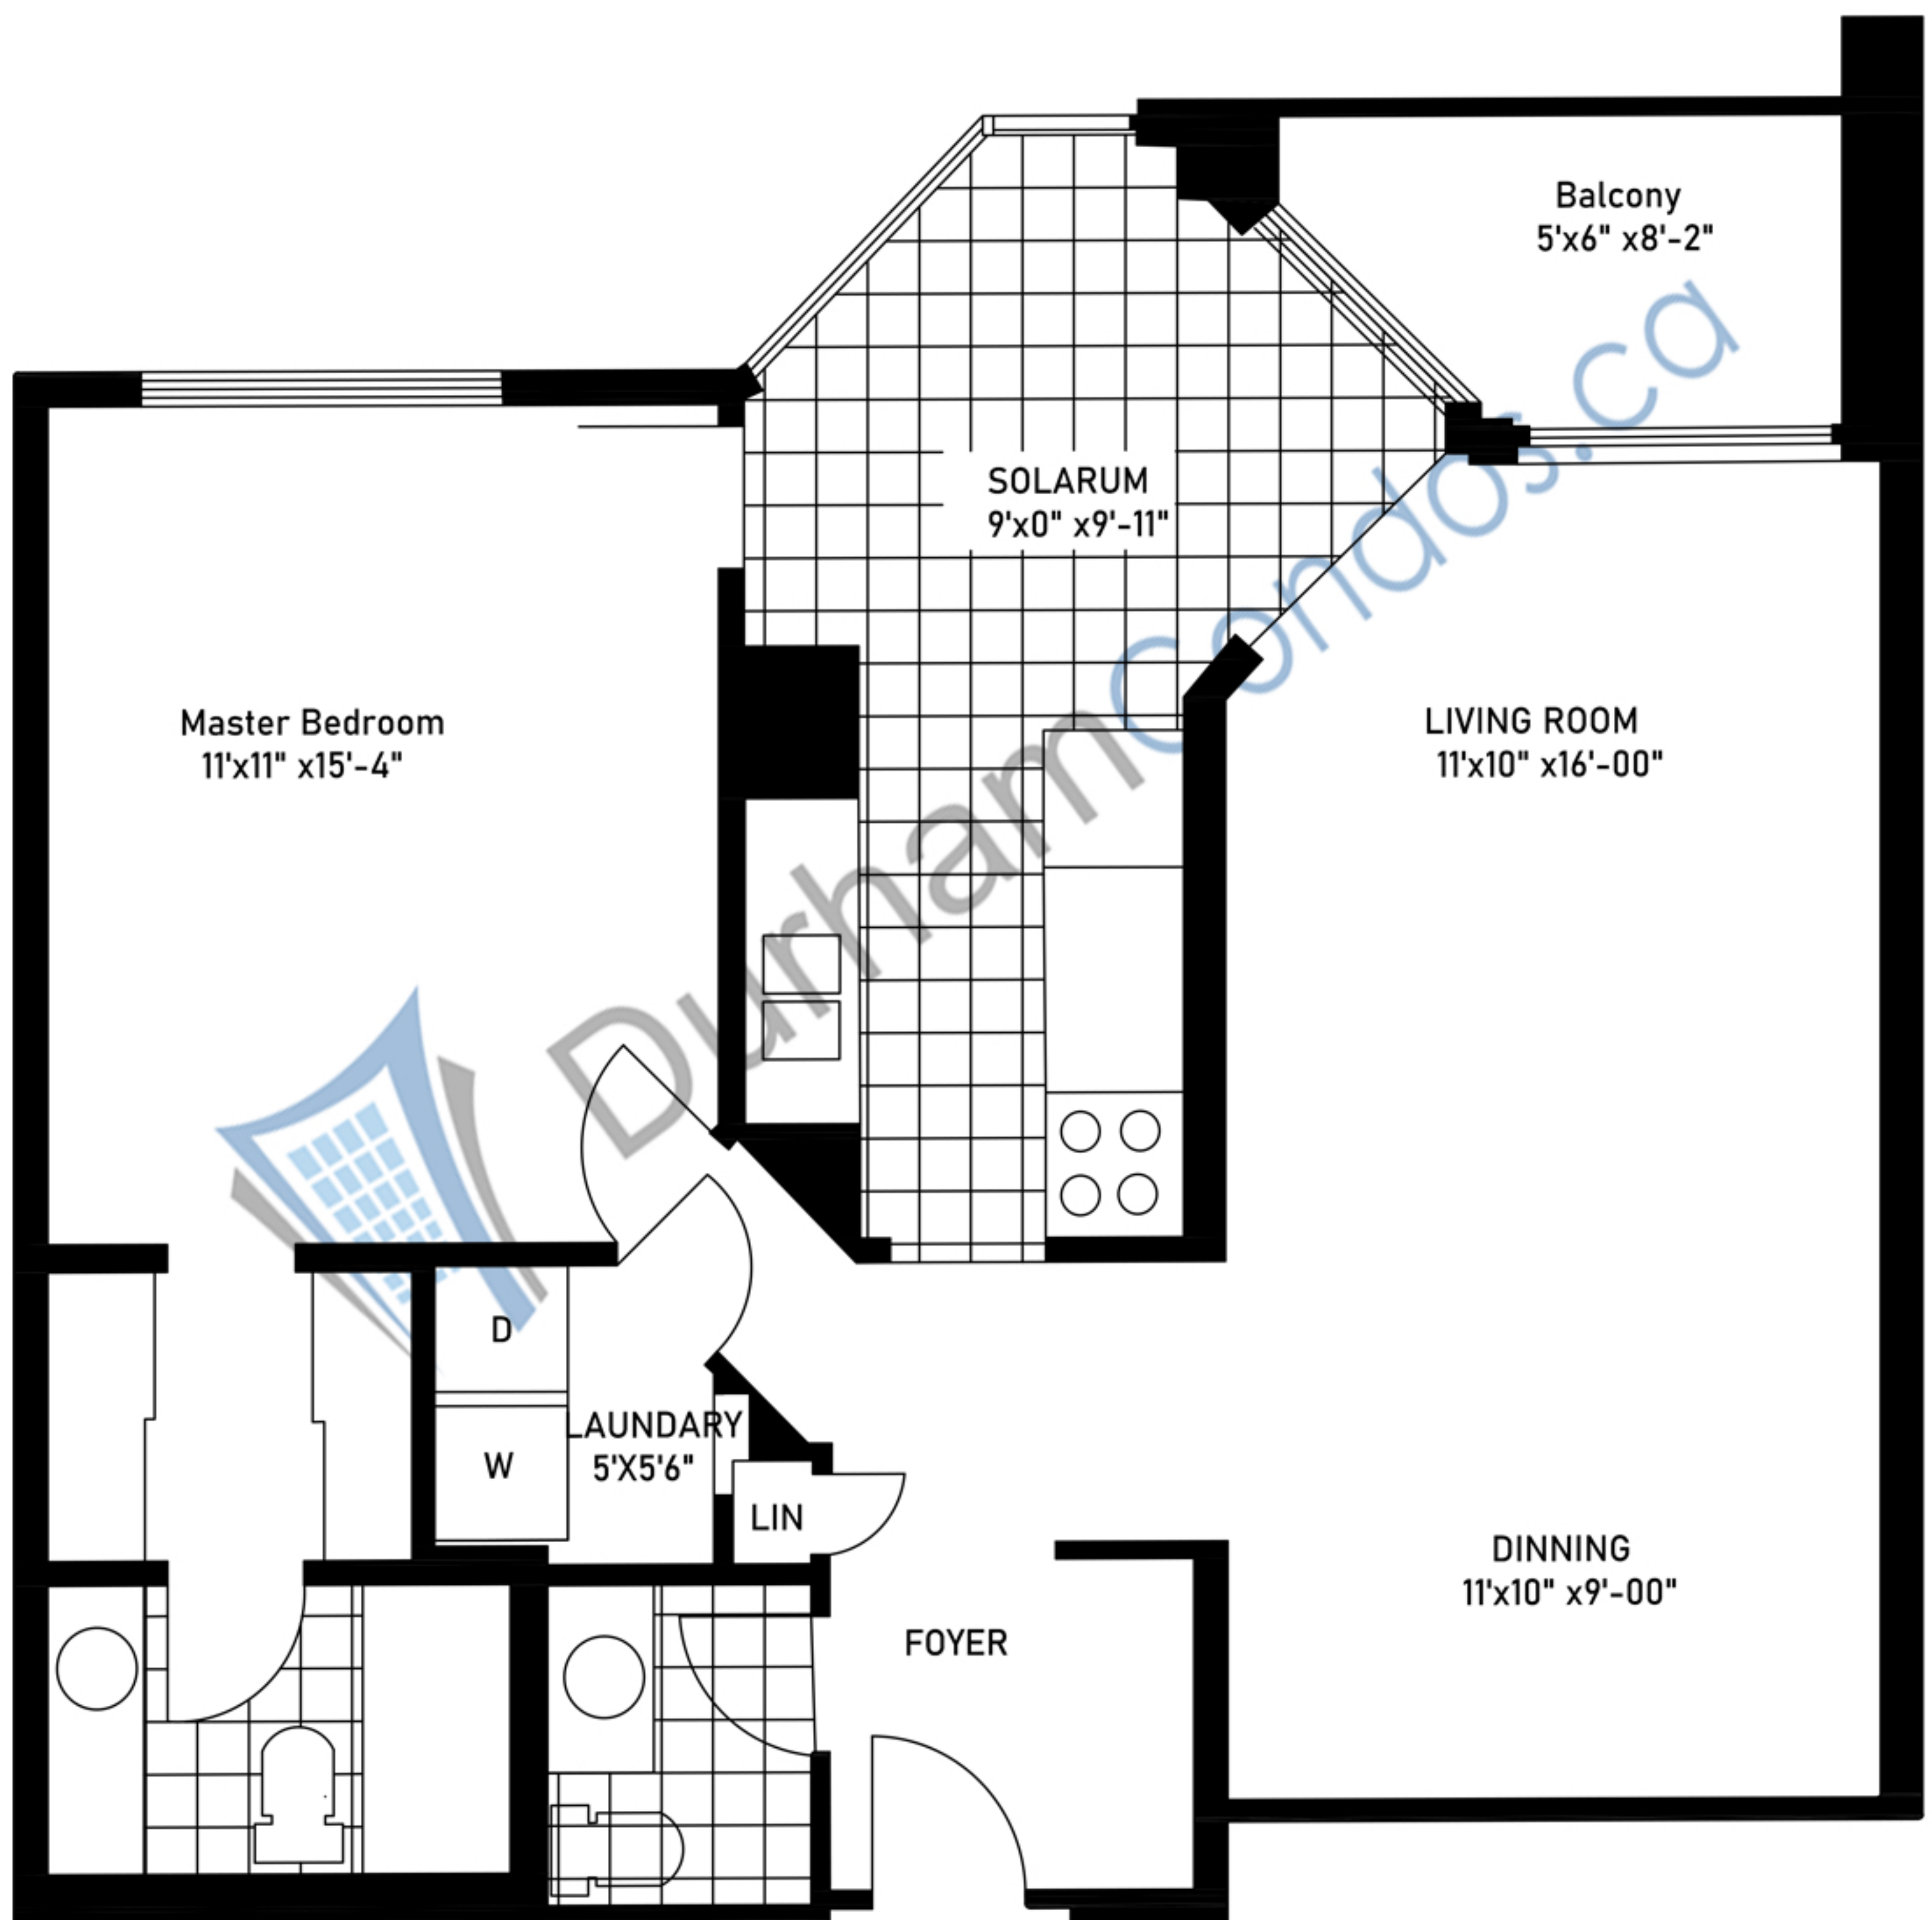 Balcony
5'x6" x8'-2"
SOLARUM
9'x0" x9'-11"
Master Bedroom
11'x11" x15'-4"
LIVING ROOM
11'x10" x16'-00"
DurhamCondos.ca
D
LAUNDARY
5'X5'6"
W
LIN
DINNING
11'x10" x9'-00"
FOYER